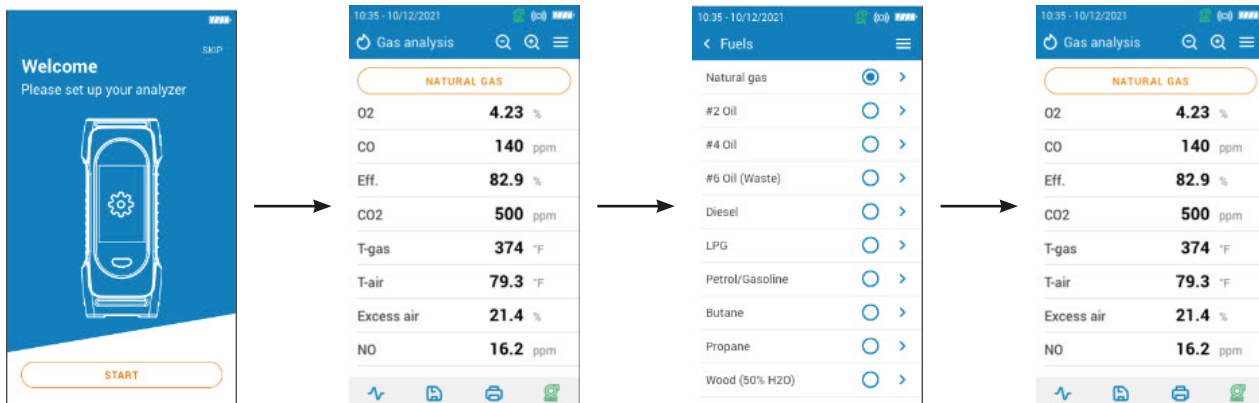 SKIP
Welcome
Please set up your analyzer
START
10:35 - 10/12/2021
Gas analysis
NATURAL GAS
O2 4.23 %
CO 140 ppm
Eff. 82.9 %
CO2 500 ppm
T-gas 374 °F
T-air 79.3 °F
Excess air 21.4 %
NO 16.2 ppm
10:35 - 10/12/2021
Fuels
Natural gas
#2 Oil
#4 Oil
#6 Oil (Waste)
Diesel
LPG
Petrol/Gasoline
Butane
Propane
Wood (50% H2O)
10:35 - 10/12/2021
Gas analysis
NATURAL GAS
O2 4.23 %
CO 140 ppm
Eff. 82.9 %
CO2 500 ppm
T-gas 374 °F
T-air 79.3 °F
Excess air 21.4 %
NO 16.2 ppm